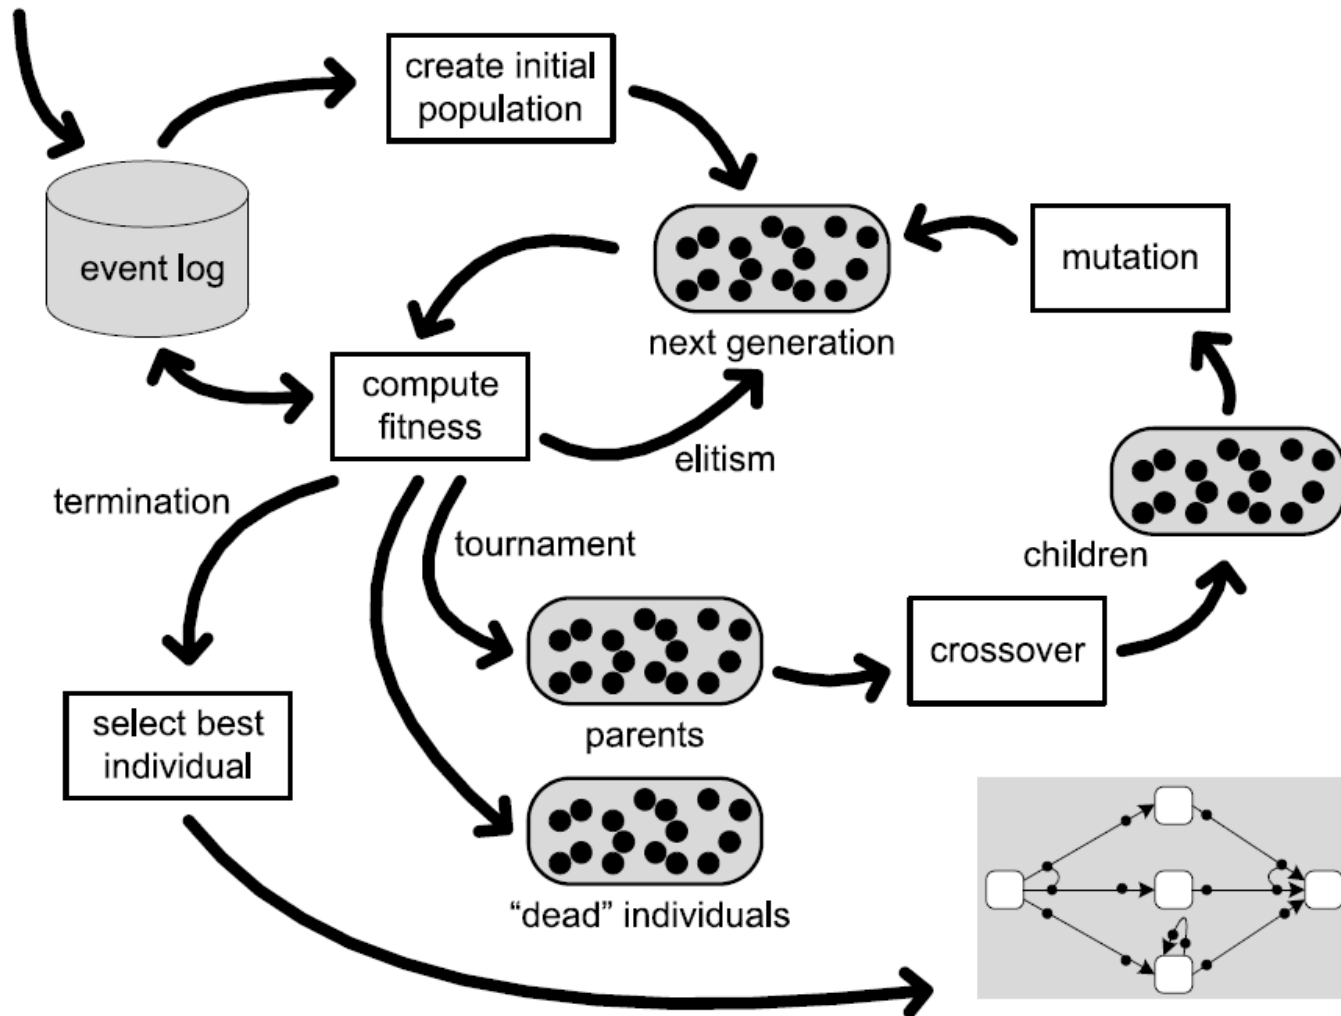 create initial
population
event log
mutation
next generation
compute
fitness
elitism
termination
tournament
children
crossover
select best
individual
parents
“dead” individuals